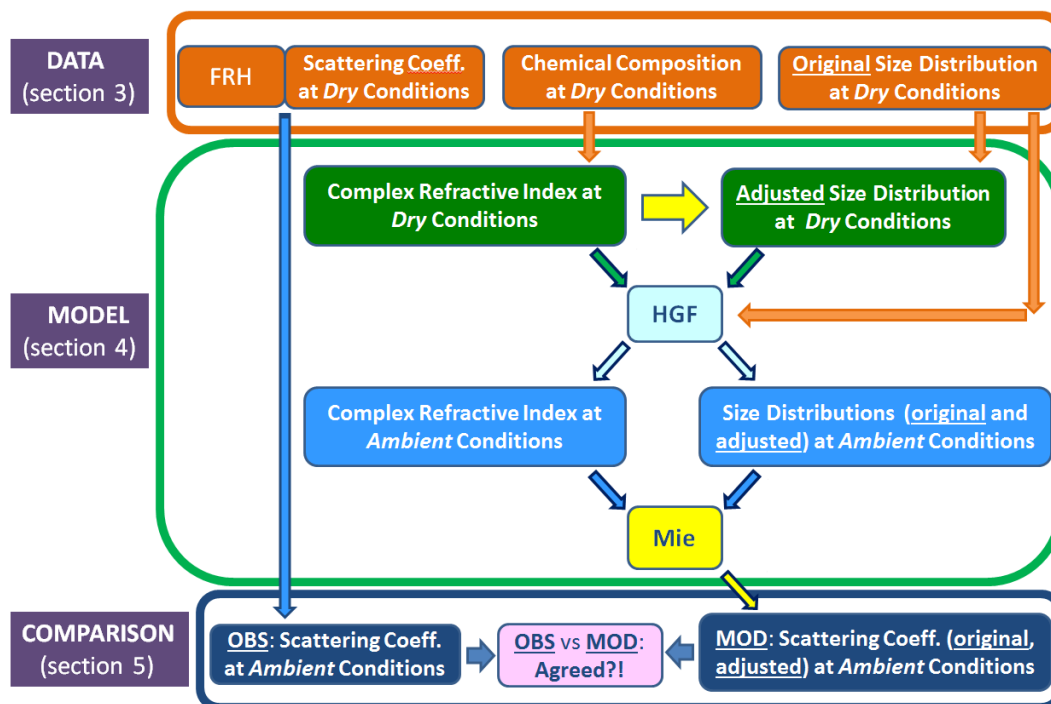 DATA
(section 3)
FRH
Scattering Coeff.
at Dry Conditions
Chemical Composition
at Dry Conditions
Original Size Distribution
at Dry Conditions
MODEL
(section 4)
Complex Refractive Index at
Dry Conditions
Adjusted Size Distribution
at Dry Conditions
HGF
Complex Refractive Index at
Ambient Conditions
Size Distributions (original and
adjusted) at Ambient Conditions
Mie
COMPARISON
(section 5)
OBS: Scattering Coeff.
at Ambient Conditions
OBS vs MOD:
Agreed?!
MOD: Scattering Coeff. (original,
adjusted) at Ambient Conditions